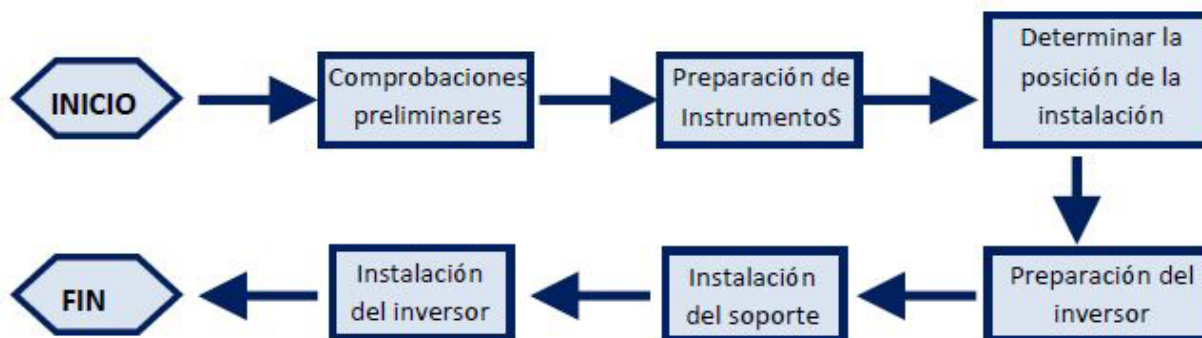 INICIO
Comprobaciones
preliminares
Preparación de
InstrumentoS
Determinar la
posición de la
instalación
Preparación del
inversor
Instalación
del soporte
Instalación
del inversor
FIN